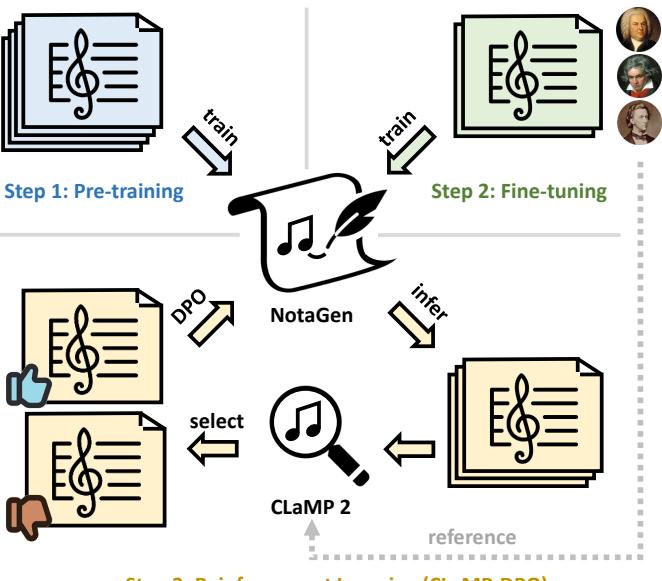 train
train
Step 1: Pre-training
Step 2: Fine-tuning
DPO
NotaGen
infer
select
CLaMP 2
reference
Step 3: Reinforcement Learning (CLaMP-DPO)